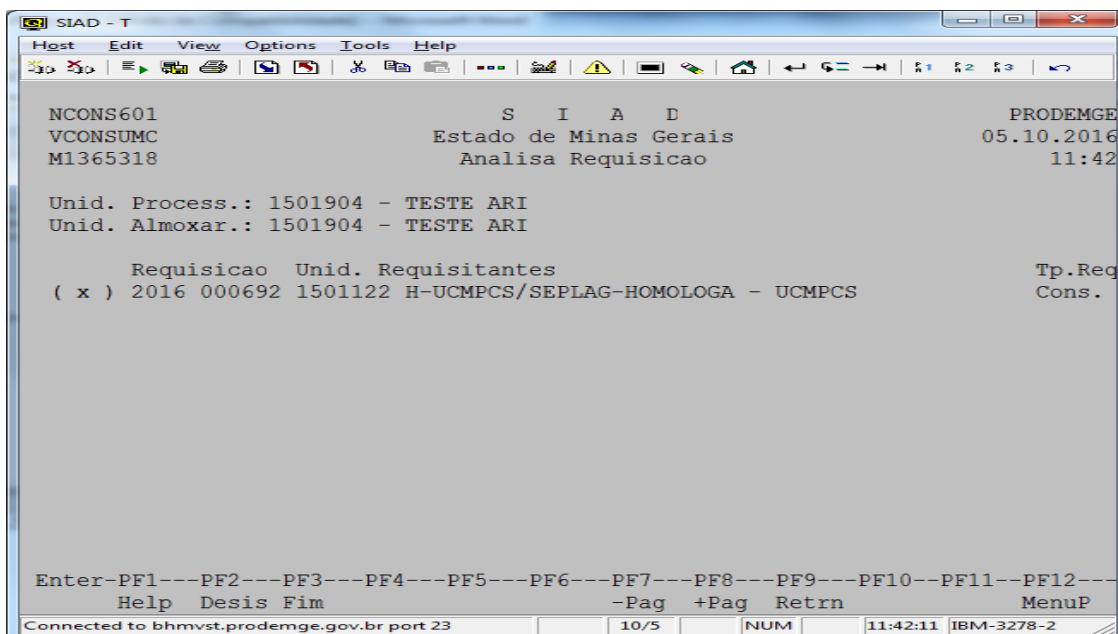 SIAD - T
Host Edit View Options Tools Help
NCONS601 S I A D PRODEMGE
VCONSUMC Estado de Minas Gerais 05.10.2016
M1365318 Analisa Requisicao 11:42
Unid. Process.: 1501904 - TESTE ARI
Unid. Almoxar.: 1501904 - TESTE ARI
Requisicao Unid. Requisitantes Tp.Req
( x ) 2016 000692 1501122 H-UCMPCS/SEPLAG-HOMOLOGA - UCMPCS Cons.
Enter-PF1---PF2---PF3---PF4---PF5---PF6---PF7---PF8---PF9---PF10--PF11--PF12---
Help Desis Fim -Pag +Pag Retrn MenuP
Connected to bhmvst.prodemge.gov.br port 23 10/5 NUM 11:42:11 IBM-3278-2